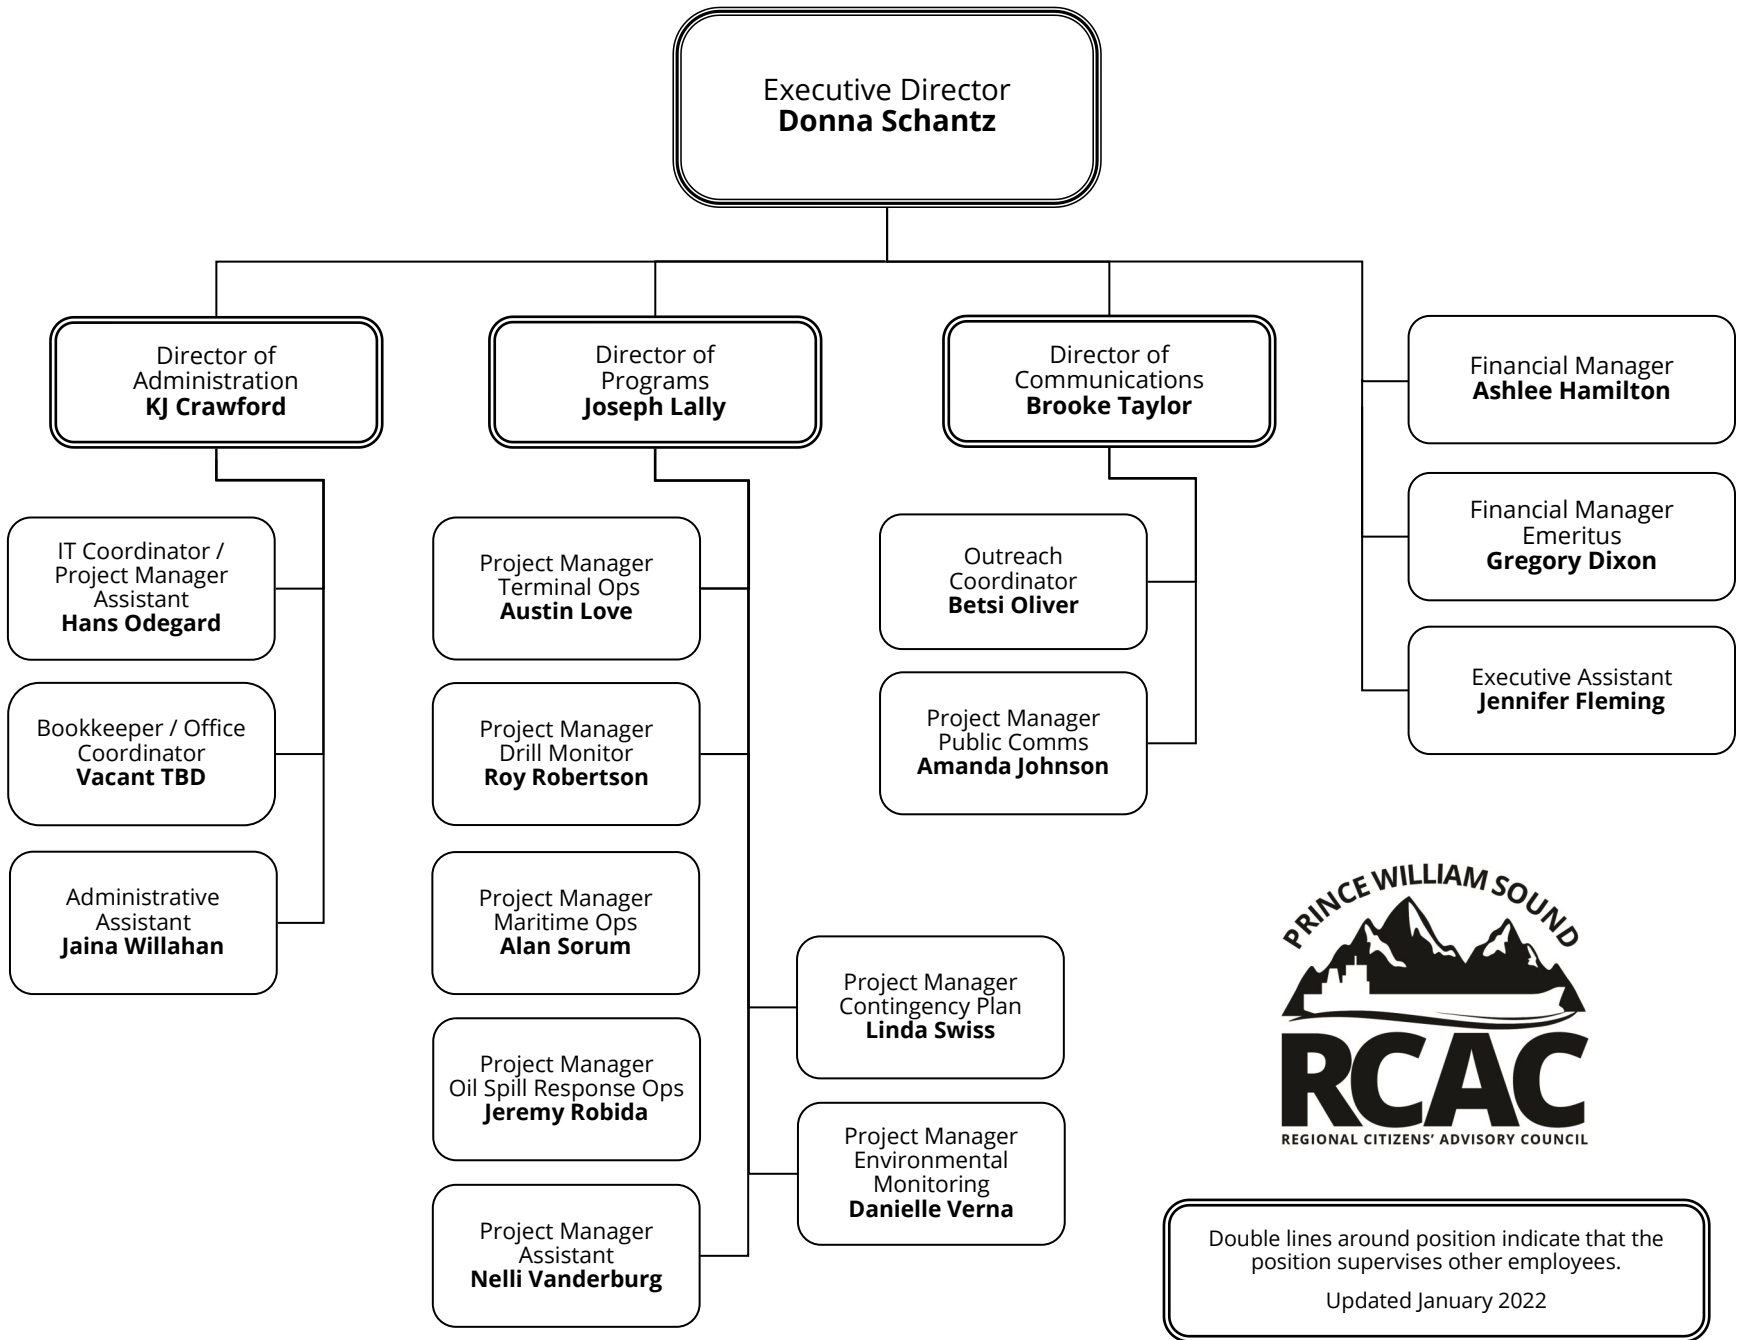 Executive Director
Donna Schantz
Director of
Administration
KJ Crawford
Director of
Programs
Joseph Lally
Director of
Communications
Brooke Taylor
Financial Manager
Ashlee Hamilton
Financial Manager
Emeritus
Gregory Dixon
Executive Assistant
Jennifer Fleming
IT Coordinator /
Project Manager
Assistant
Hans Odegard
Bookkeeper / Office
Coordinator
Vacant TBD
Administrative
Assistant
Jaina Willahan
Project Manager
Terminal Ops
Austin Love
Project Manager
Drill Monitor
Roy Robertson
Project Manager
Maritime Ops
Alan Sorum
Project Manager
Oil Spill Response Ops
Jeremy Robida
Project Manager
Assistant
Nelli Vanderburg
Project Manager
Contingency Plan
Linda Swiss
Project Manager
Environmental
Monitoring
Danielle Verna
Outreach
Coordinator
Betsi Oliver
Project Manager
Public Comms
Amanda Johnson
PRINCE WILLIAM SOUND
RCAC
REGIONAL CITIZENS' ADVISORY COUNCIL
Double lines around position indicate that the
position supervises other employees.
Updated January 2022